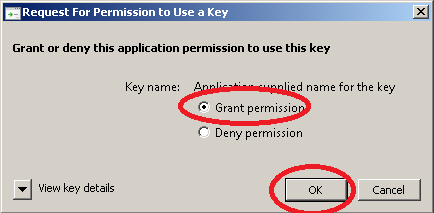 Request For Permission to Use a Key
Grant or deny this application permission to use this key
Key name: Application supplied name for the key
Grant permission
Deny permission
View key details
OK
Cancel